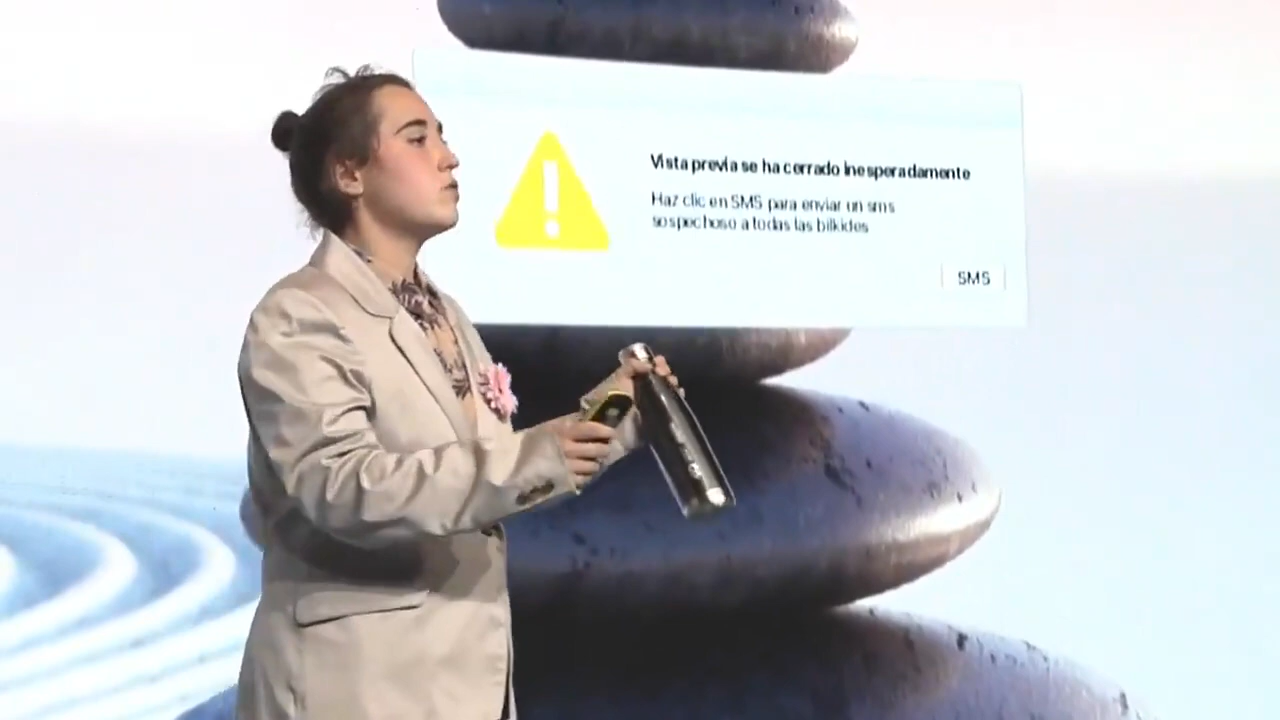 Vista previa se ha cerrado inesperadamente
Haz clic en SMS para enviar un sms
sospechoso a todas las bilkides
SMS